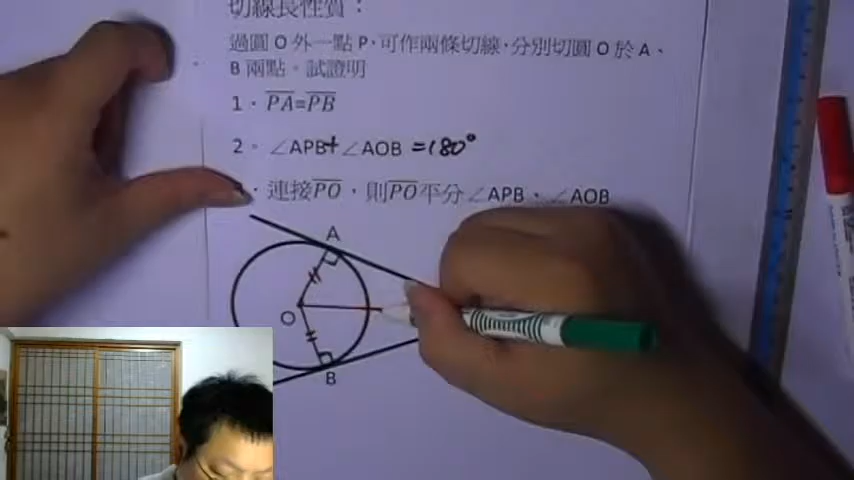 切線長性質：
過圓 O 外一點 P，可作兩條切線，分別切圓 O 於 A、
B 兩點。試證明
1. PA=PB
2. ∠APB+∠AOB =180°
連接PO，則PO平分∠APB、∠AOB
A
O
B